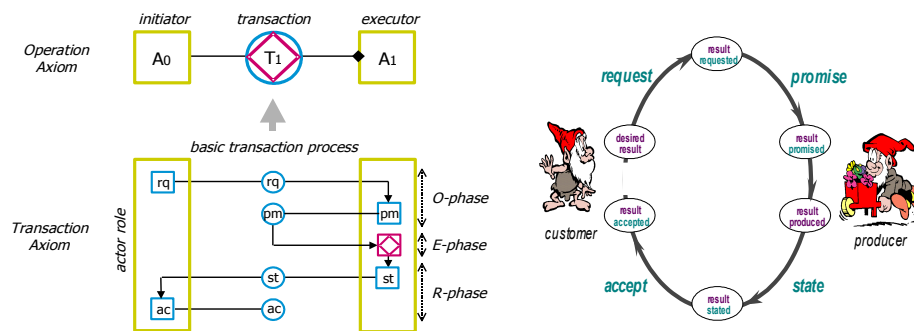 initiator
transaction
executor
Operation
Axiom
A0
T1
A1
basic transaction process
Transaction
Axiom
actor role
rq
rq
pm
pm
st
st
ac
ac
O-phase
E-phase
R-phase
result
requested
request
promise
desired
result
result
promised
customer
result
accepted
result
produced
producer
accept
state
result
stated